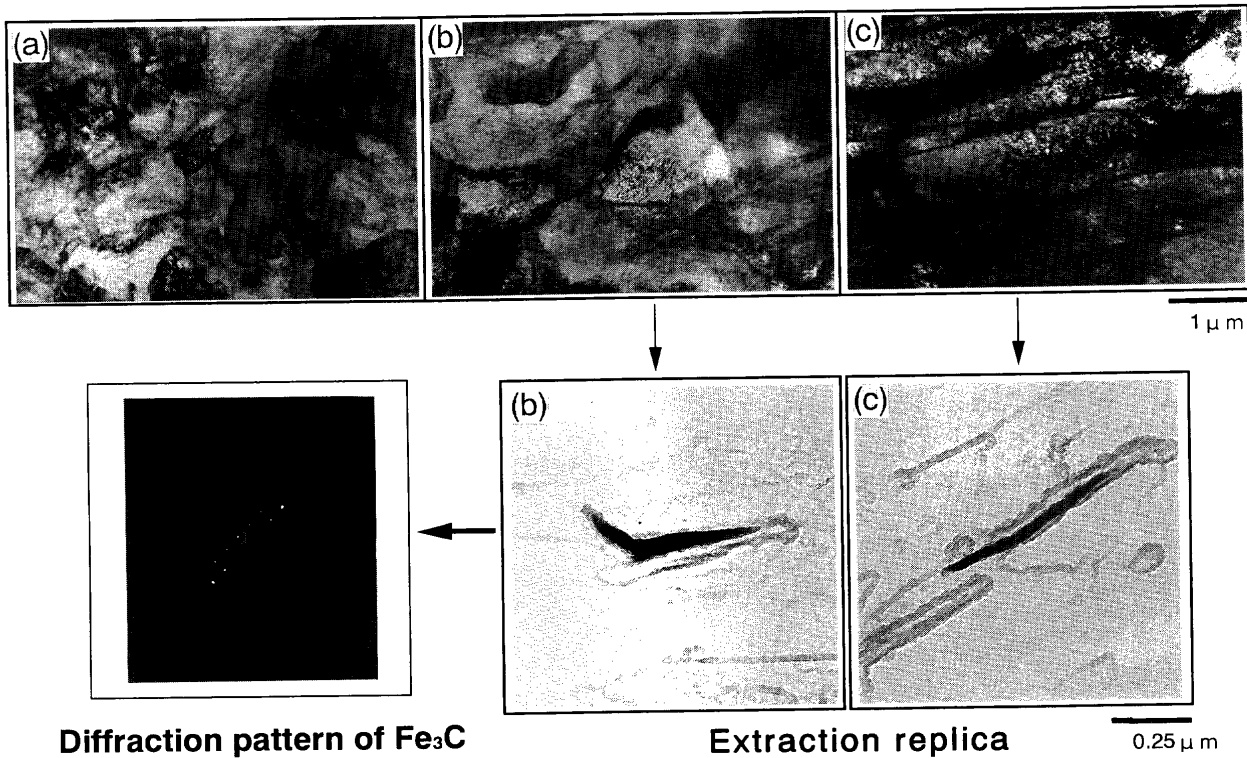 (a)
(b)
(c)
1 μ m
(b)
(c)
Diffraction pattern of Fe₃C
Extraction replica
0.25 μ m